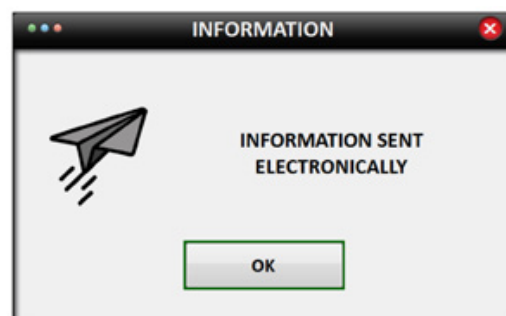 INFORMATION
INFORMATION SENT
ELECTRONICALLY
OK